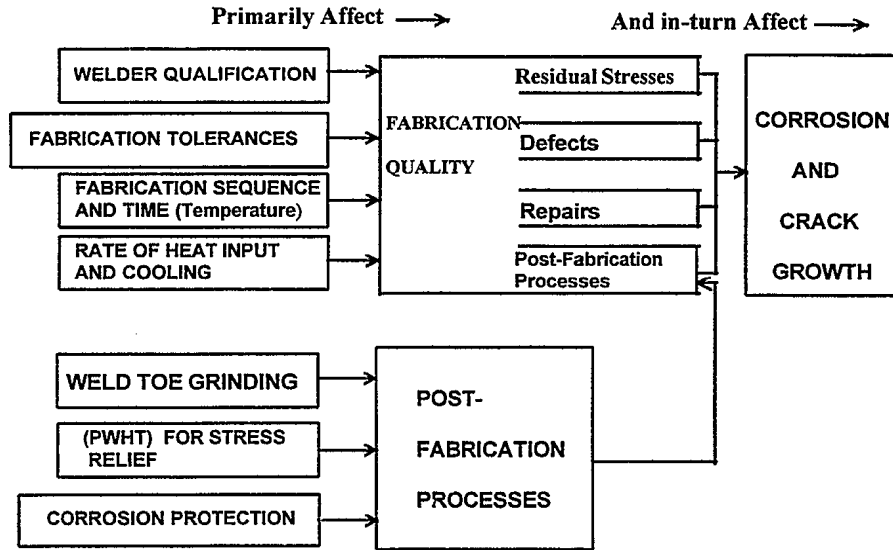 Primarily Affect
And in-turn Affect
WELDER QUALIFICATION
FABRICATION TOLERANCES
FABRICATION SEQUENCE
AND TIME (Temperature)
RATE OF HEAT INPUT
AND COOLING
FABRICATION
QUALITY
Residual Stresses
Defects
Repairs
Post-Fabrication
Processes
CORROSION
AND
CRACK
GROWTH
WELD TOE GRINDING
(PWHT) FOR STRESS
RELIEF
CORROSION PROTECTION
POST-
FABRICATION
PROCESSES